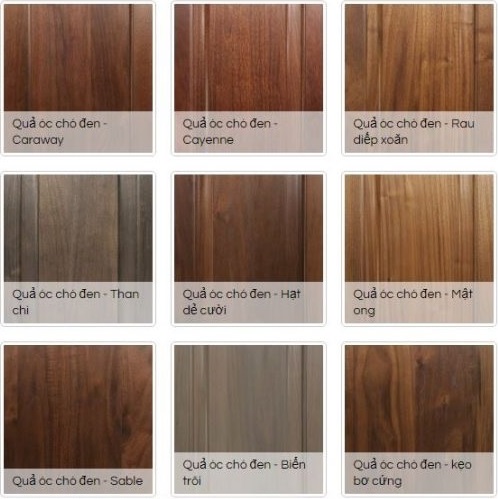 Quả óc chó đen -
Caraway
Quả óc chó đen -
Cayenne
Quả óc chó đen - Rau
diếp xoăn
Quả óc chó đen - Than
chì
Quả óc chó đen - Hạt
dẻ cười
Quả óc chó đen - Mật
ong
Quả óc chó đen - Sable
Quả óc chó đen - Biển
trôi
Quả óc chó đen - kẹo
bơ cứng